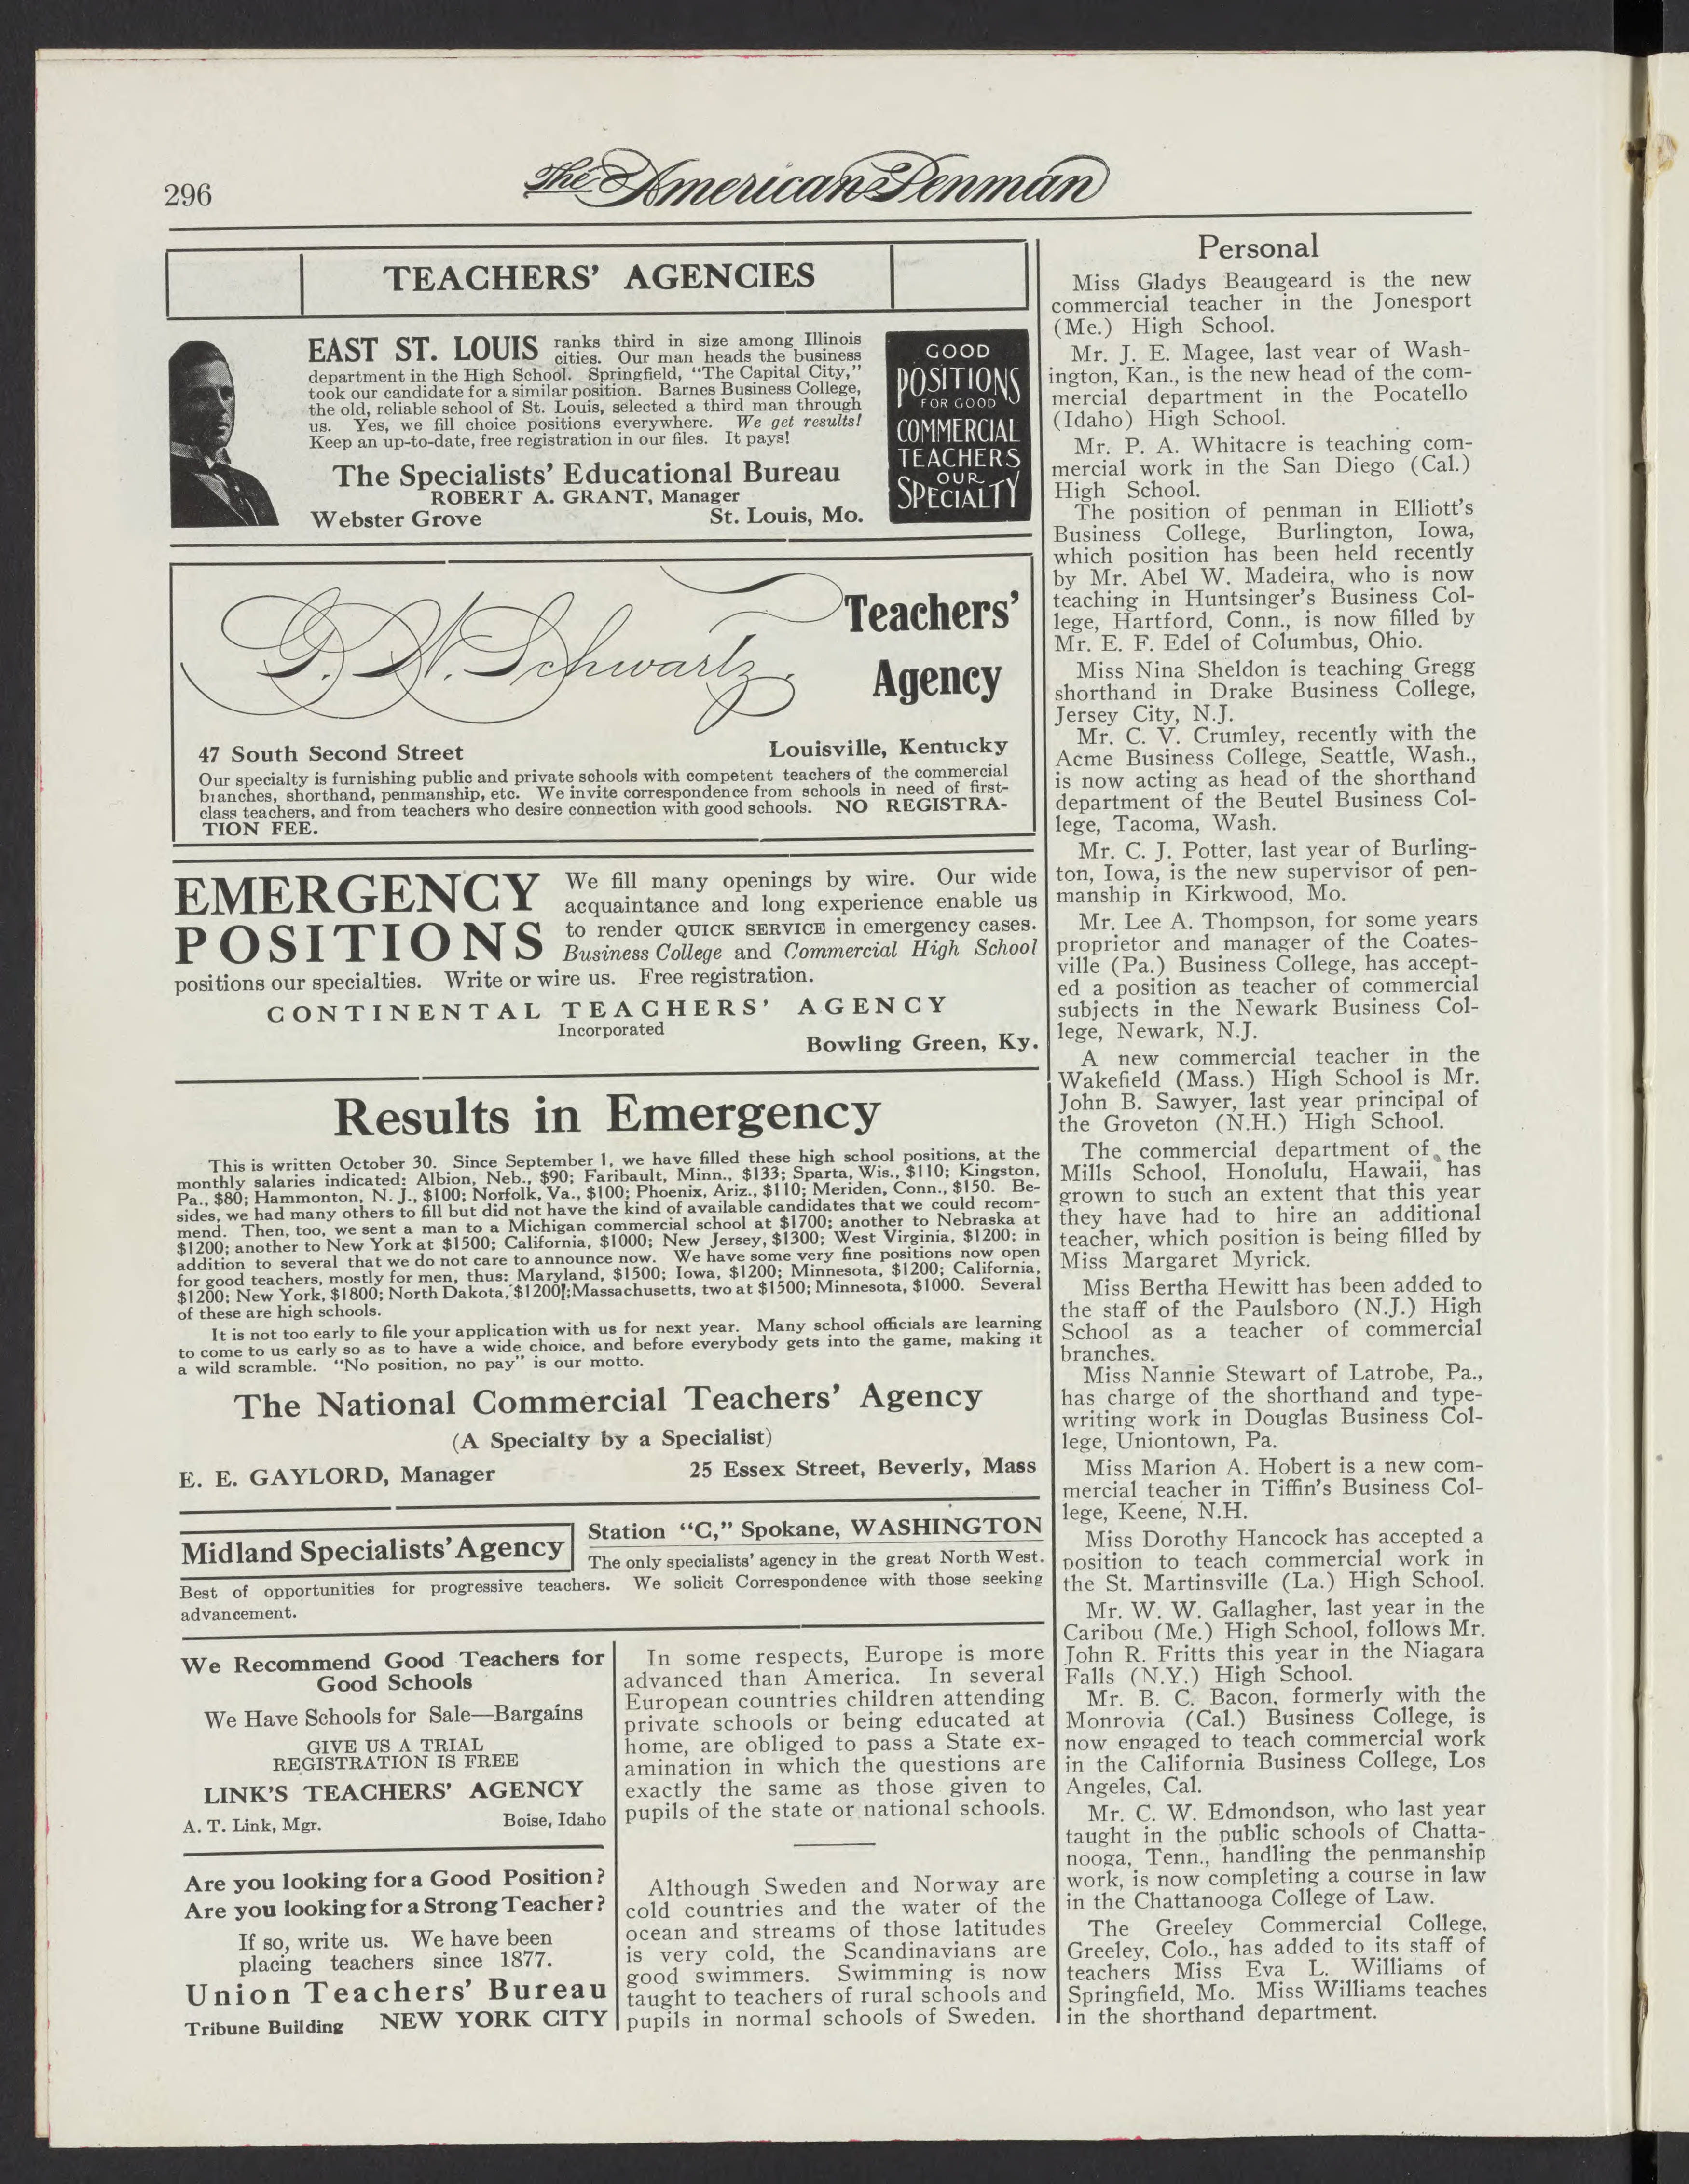 296
The American Penman
TEACHERS' AGENCIES
EAST ST. LOUIS ranks third in size among Illinois
cities. Our man heads the business
department in the High School. Springfield, "The Capital City,"
took our candidate for a similar position. Barnes Business College,
the old, reliable school of St. Louis, selected a third man through
us. Yes, we fill choice positions everywhere. We get results!
Keep an up-to-date, free registration in our files. It pays!
The Specialists' Educational Bureau
ROBERT A. GRANT, Manager
Webster Grove St. Louis, Mo.
GOOD
POSITIONS
FOR GOOD
COMMERCIAL
TEACHERS
OUR
SPECIALTY
G. W. Schwartz.
Teachers'
Agency
47 South Second Street Louisville, Kentucky
Our specialty is furnishing public and private schools with competent teachers of the commercial
branches, shorthand, penmanship, etc. We invite correspondence from schools in need of first-
class teachers, and from teachers who desire connection with good schools. NO REGISTRA-
TION FEE.
EMERGENCY
POSITIONS
We fill many openings by wire. Our wide
acquaintance and long experience enable us
to render QUICK SERVICE in emergency cases.
Business College and Commercial High School
positions our specialties. Write or wire us. Free registration.
CONTINENTAL TEACHERS' AGENCY
Incorporated
Bowling Green, Ky.
Results in Emergency
This is written October 30. Since September 1, we have filled these high school positions, at the
monthly salaries indicated: Albion, Neb., $90; Faribault, Minn., $133; Sparta, Wis., $110; Kingston,
Pa., $80; Hammonton, N. J., $100; Norfolk, Va., $100; Phoenix, Ariz., $110; Meriden, Conn., $150. Be-
sides, we had many others to fill but did not have the kind of available candidates that we could recom-
mend. Then, too, we sent a man to a Michigan commercial school at $1700; another to Nebraska at
$1200; another to New York at $1500; California, $1000; New Jersey, $1300; West Virginia, $1200; in
addition to several that we do not care to announce now. We have some very fine positions now open
for good teachers, mostly for men, thus: Maryland, $1500; Iowa, $1200; Minnesota, $1200; California,
$1200; New York, $1800; North Dakota, $1200; Massachusetts, two at $1500; Minnesota, $1000. Several
of these are high schools.
It is not too early to file your application with us for next year. Many school officials are learning
to come to us early so as to have a wide choice, and before everybody gets into the game, making it
a wild scramble. "No position, no pay" is our motto.
The National Commercial Teachers' Agency
(A Specialty by a Specialist)
E. E. GAYLORD, Manager 25 Essex Street, Beverly, Mass
Midland Specialists' Agency
Station "C," Spokane, WASHINGTON
The only specialists' agency in the great North West.
Best of opportunities for progressive teachers. We solicit Correspondence with those seeking
advancement.
We Recommend Good Teachers for
Good Schools
We Have Schools for Sale—Bargains
GIVE US A TRIAL
REGISTRATION IS FREE
LINK'S TEACHERS' AGENCY
A. T. Link, Mgr. Boise, Idaho
Are you looking for a Good Position?
Are you looking for a Strong Teacher?
If so, write us. We have been
placing teachers since 1877.
Union Teachers' Bureau
Tribune Building NEW YORK CITY
In some respects, Europe is more
advanced than America. In several
European countries children attending
private schools or being educated at
home, are obliged to pass a State ex-
amination in which the questions are
exactly the same as those given to
pupils of the state or national schools.
Although Sweden and Norway are
cold countries and the water of the
ocean and streams of those latitudes
is very cold, the Scandinavians are
good swimmers. Swimming is now
taught to teachers of rural schools and
pupils in normal schools of Sweden.
Personal
Miss Gladys Beaugeard is the new
commercial teacher in the Jonesport
(Me.) High School.
Mr. J. E. Magee, last year of Wash-
ington, Kan., is the new head of the com-
mercial department in the Pocatello
(Idaho) High School.
Mr. P. A. Whitacre is teaching com-
mercial work in the San Diego (Cal.)
High School.
The position of penman in Elliott's
Business College, Burlington, Iowa,
which position has been held recently
by Mr. Abel W. Madeira, who is now
teaching in Huntsinger's Business Col-
lege, Hartford, Conn., is now filled by
Mr. E. F. Edel of Columbus, Ohio.
Miss Nina Sheldon is teaching Gregg
shorthand in Drake Business College,
Jersey City, N.J.
Mr. C. V. Crumley, recently with the
Acme Business College, Seattle, Wash.,
is now acting as head of the shorthand
department of the Beutel Business Col-
lege, Tacoma, Wash.
Mr. C. J. Potter, last year of Burling-
ton, Iowa, is the new supervisor of pen-
manship in Kirkwood, Mo.
Mr. Lee A. Thompson, for some years
proprietor and manager of the Coates-
ville (Pa.) Business College, has accept-
ed a position as teacher of commercial
subjects in the Newark Business Col-
lege, Newark, N.J.
A new commercial teacher in the
Wakefield (Mass.) High School is Mr.
John B. Sawyer, last year principal of
the Groveton (N.H.) High School.
The commercial department of the
Mills School, Honolulu, Hawaii, has
grown to such an extent that this year
they have had to hire an additional
teacher, which position is being filled by
Miss Margaret Myrick.
Miss Bertha Hewitt has been added to
the staff of the Paulsboro (N.J.) High
School as a teacher of commercial
branches.
Miss Nannie Stewart of Latrobe, Pa.,
has charge of the shorthand and type-
writing work in Douglas Business Col-
lege, Uniontown, Pa.
Miss Marion A. Hobert is a new com-
mercial teacher in Tiffin's Business Col-
lege, Keene, N.H.
Miss Dorothy Hancock has accepted a
position to teach commercial work in
the St. Martinsville (La.) High School.
Mr. W. W. Gallagher, last year in the
Caribou (Me.) High School, follows Mr.
John R. Fritts this year in the Niagara
Falls (N.Y.) High School.
Mr. B. C. Bacon, formerly with the
Monrovia (Cal.) Business College, is
now engaged to teach commercial work
in the California Business College, Los
Angeles, Cal.
Mr. C. W. Edmondson, who last year
taught in the public schools of Chatta-
nooga, Tenn., handling the penmanship
work, is now completing a course in law
in the Chattanooga College of Law.
The Greeley Commercial College,
Greeley, Colo., has added to its staff of
teachers Miss Eva L. Williams of
Springfield, Mo. Miss Williams teaches
in the shorthand department.